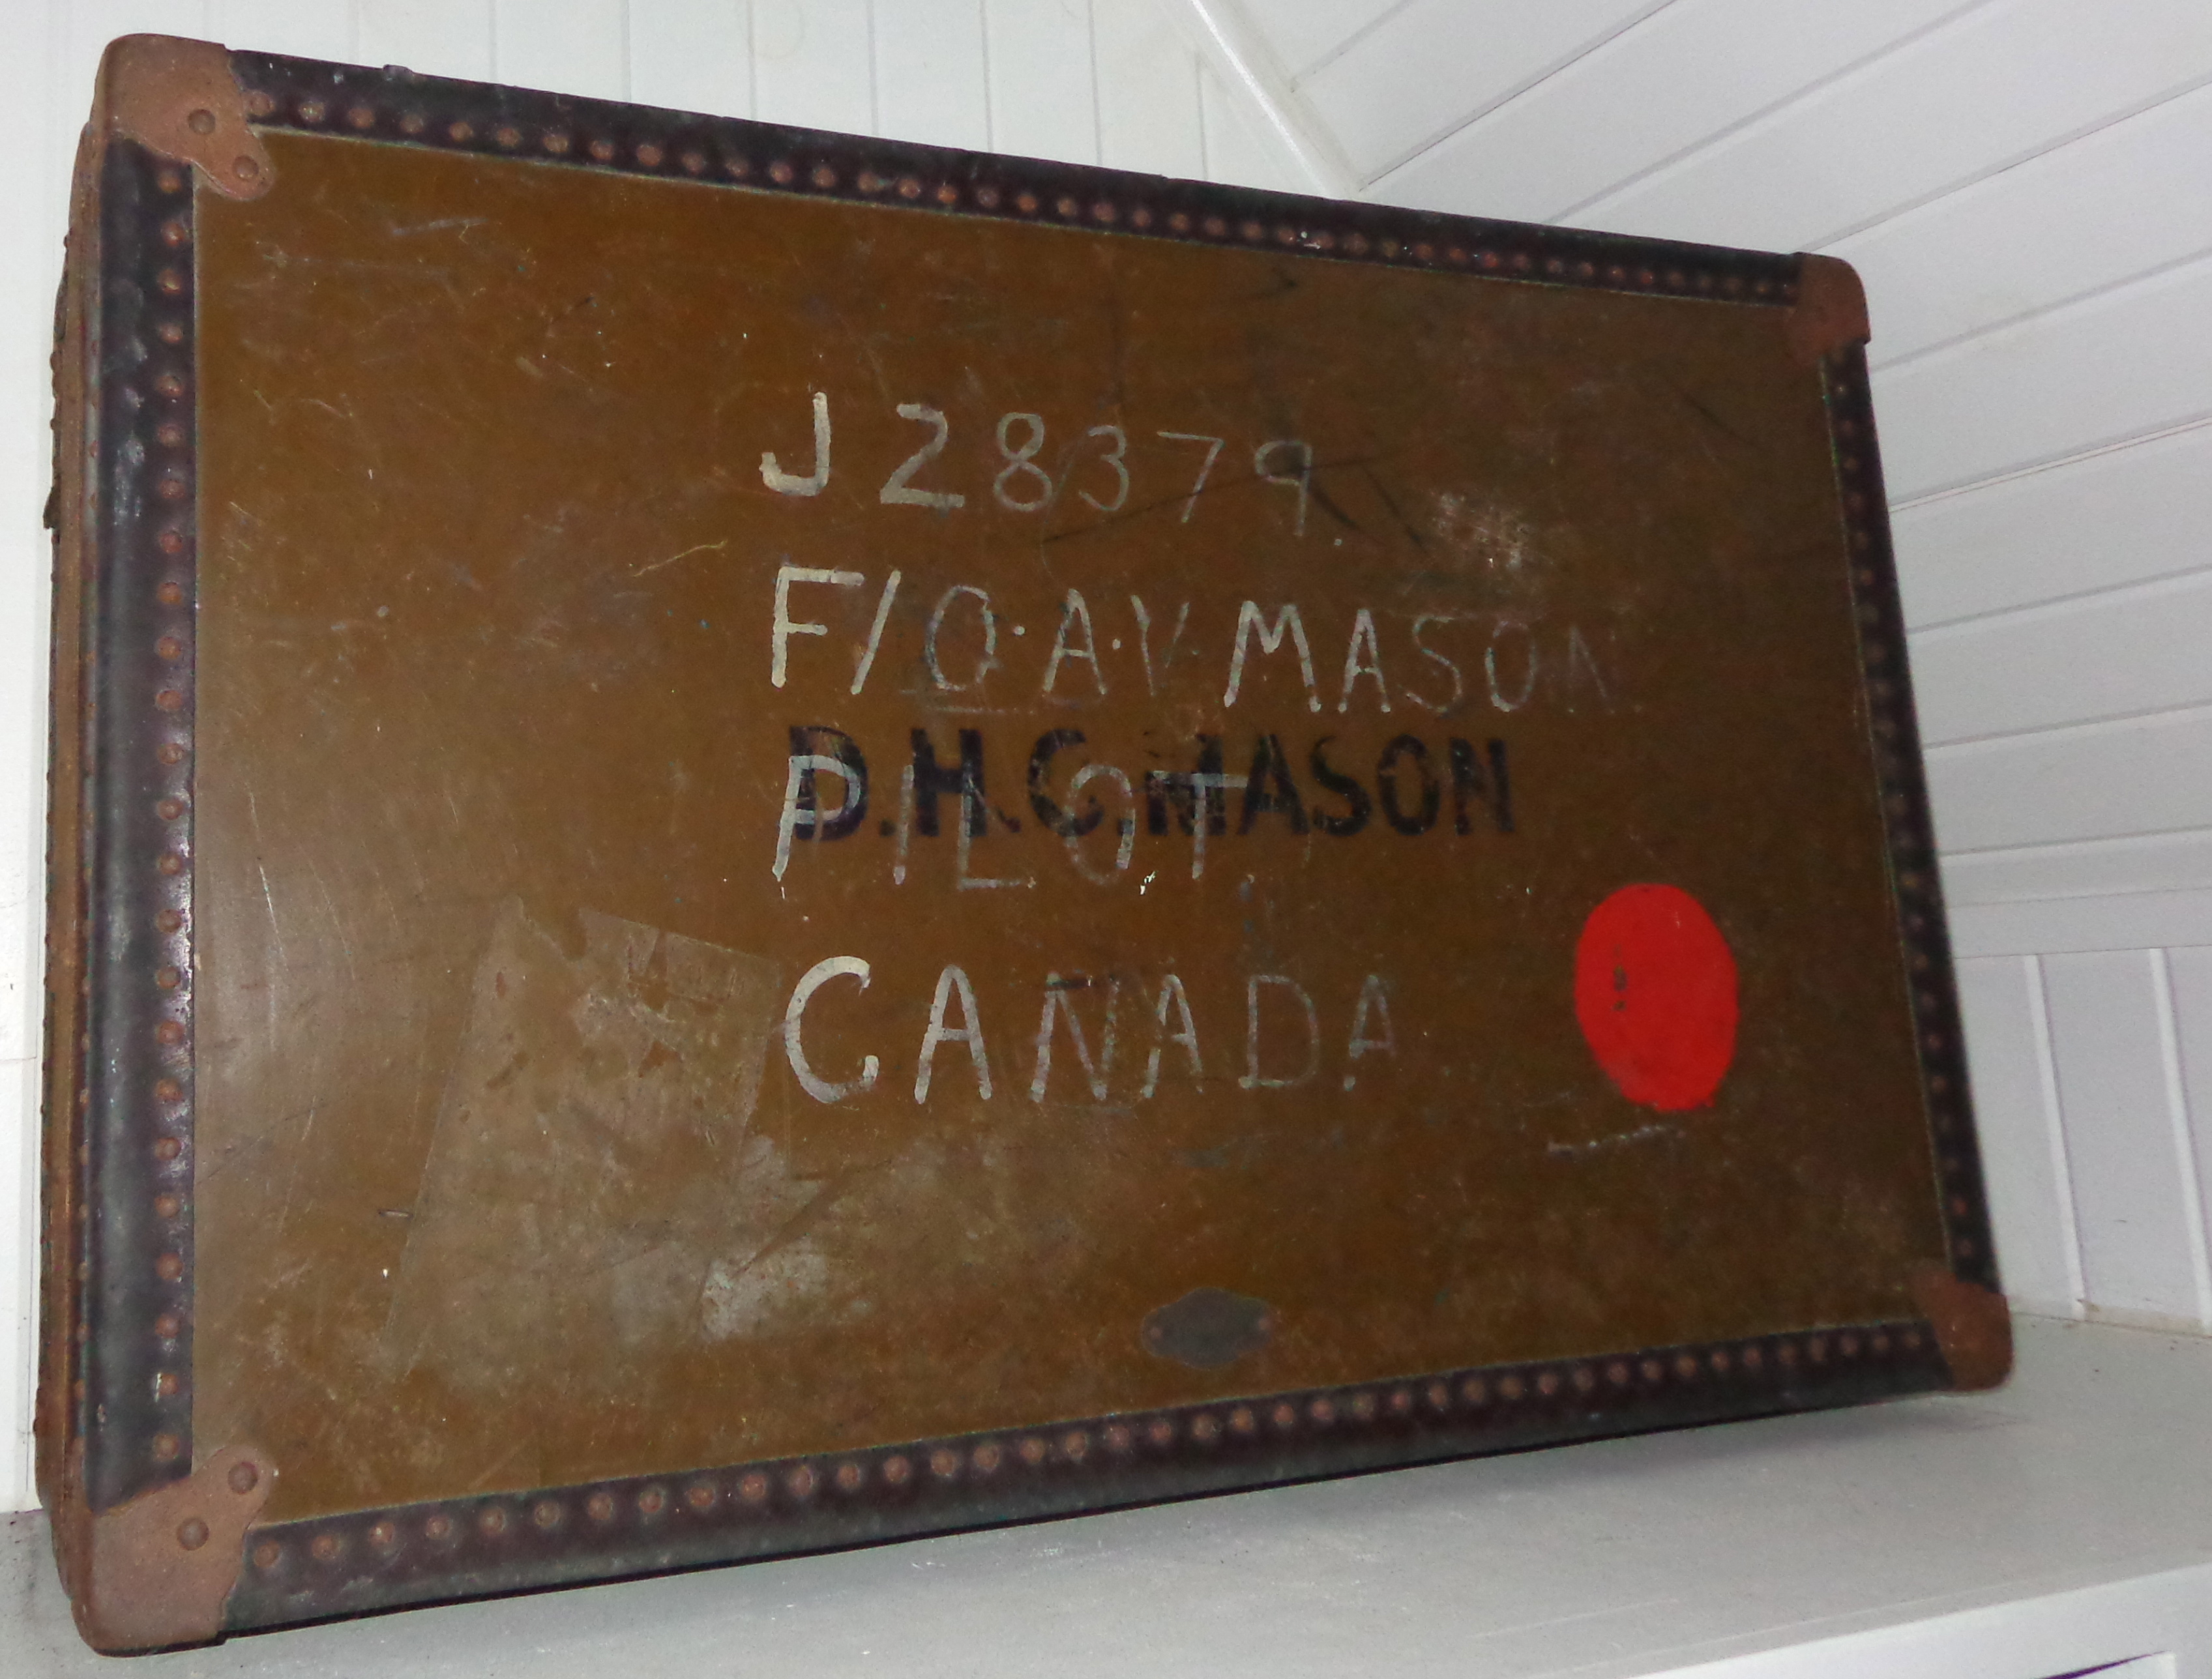 J28379
F/O·A·V MASON
D.H.C.MASON
PILOT
CANADA